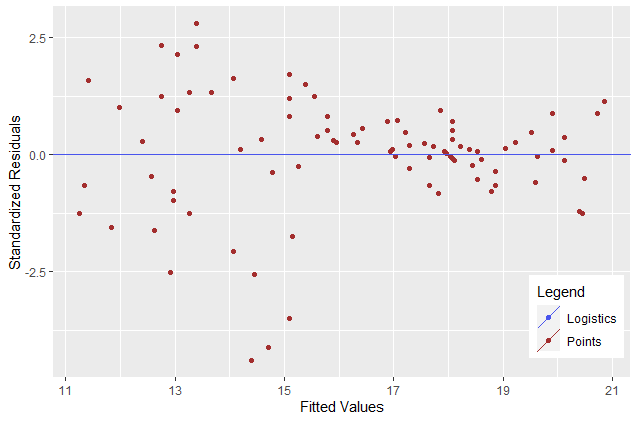 Standardized Residuals
2.5
0.0
-2.5
11 13 15 17 19 21
Fitted Values
Legend
Logistics
Points